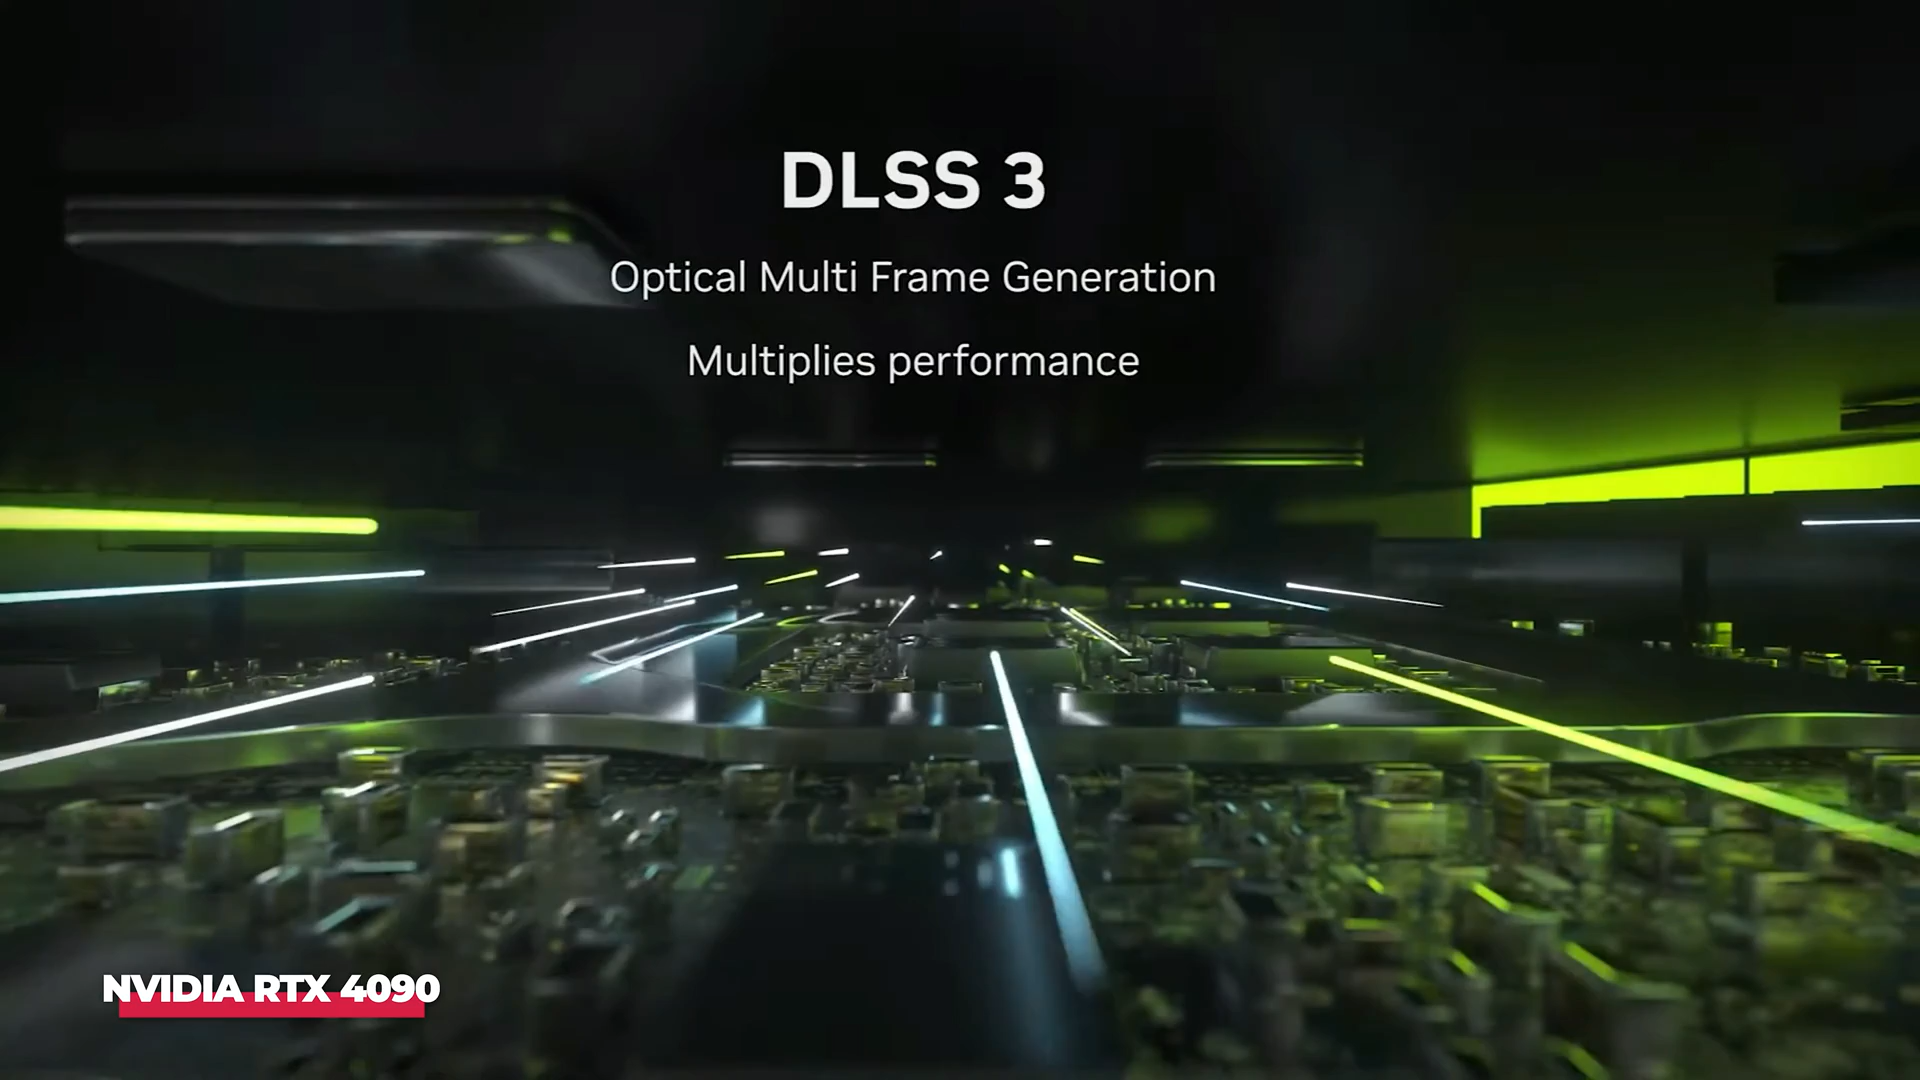 DLSS 3
Optical Multi Frame Generation
Multiplies performance
NVIDIA RTX 4090